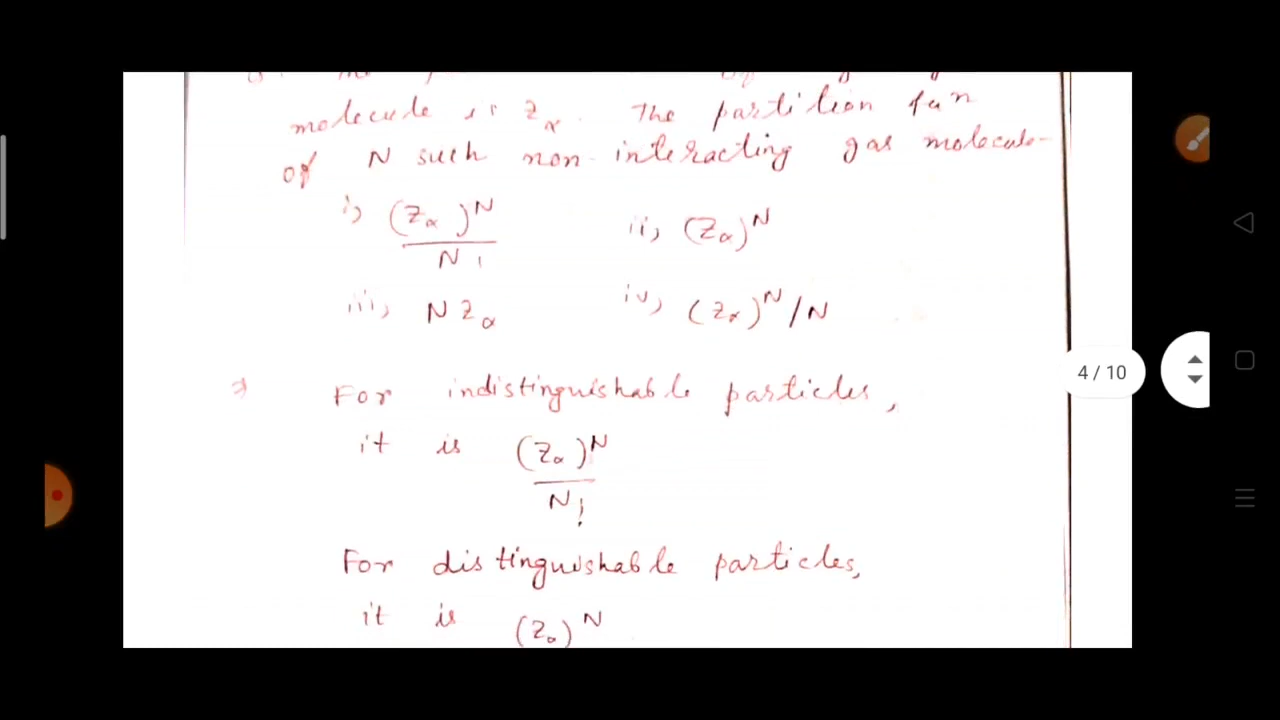 molecule is Zα. The partition fun
of N such non-interacting gas molecule-
i, (Zα)^N / N!
ii, (Zα)^N
iii, N Zα
iv, (Zα)^N/N
⇒ For indistinguishable particles,
it is (Zα)^N / N!
For distinguishable particles,
it is (Zα)^N
4 / 10